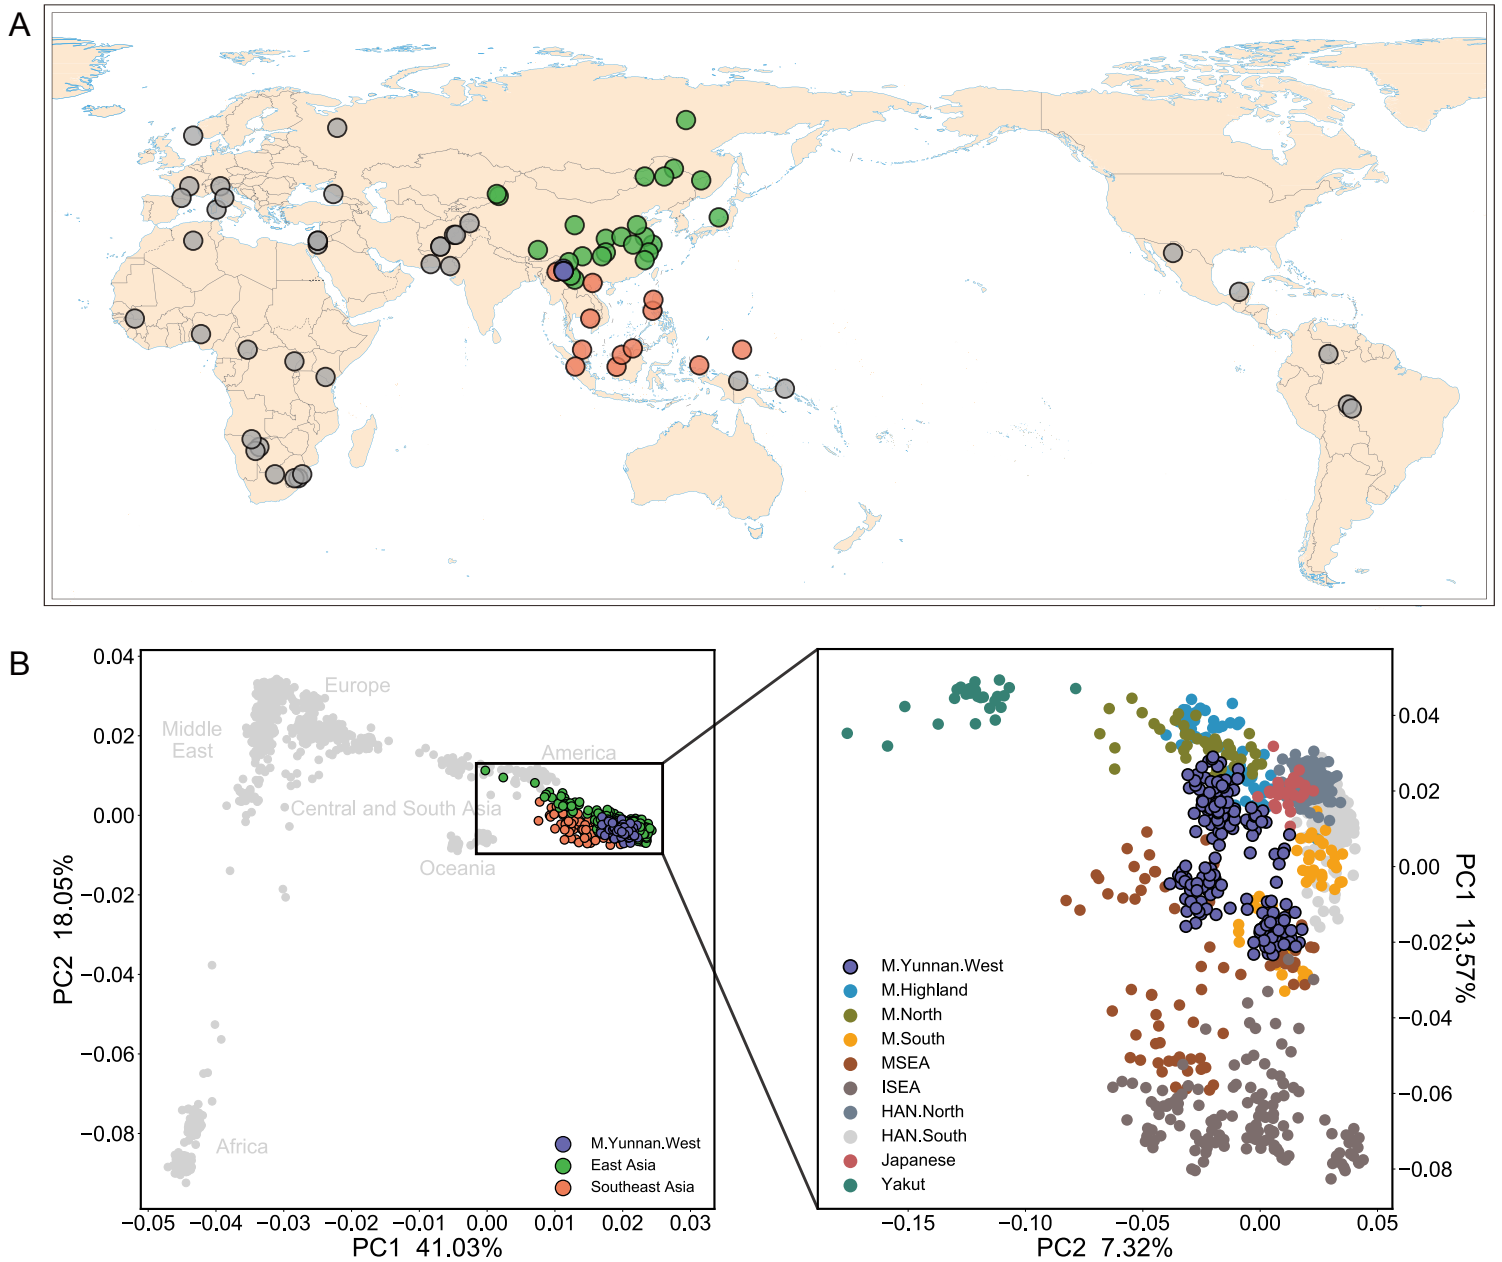 A
B
0.04
0.02
0.00
−0.02
−0.04
−0.06
−0.08
PC2 18.05%
Europe
Middle
East
America
Central and South Asia
Oceania
Africa
M.Yunnan.West
East Asia
Southeast Asia
−0.05
−0.04
−0.03
−0.02
−0.01
0.00
0.01
0.02
0.03
PC1 41.03%
M.Yunnan.West
M.Highland
M.North
M.South
MSEA
ISEA
HAN.North
HAN.South
Japanese
Yakut
0.04
0.02
0.00
−0.02
−0.04
−0.06
−0.08
PC1 13.57%
−0.15
−0.10
−0.05
0.00
0.05
PC2 7.32%